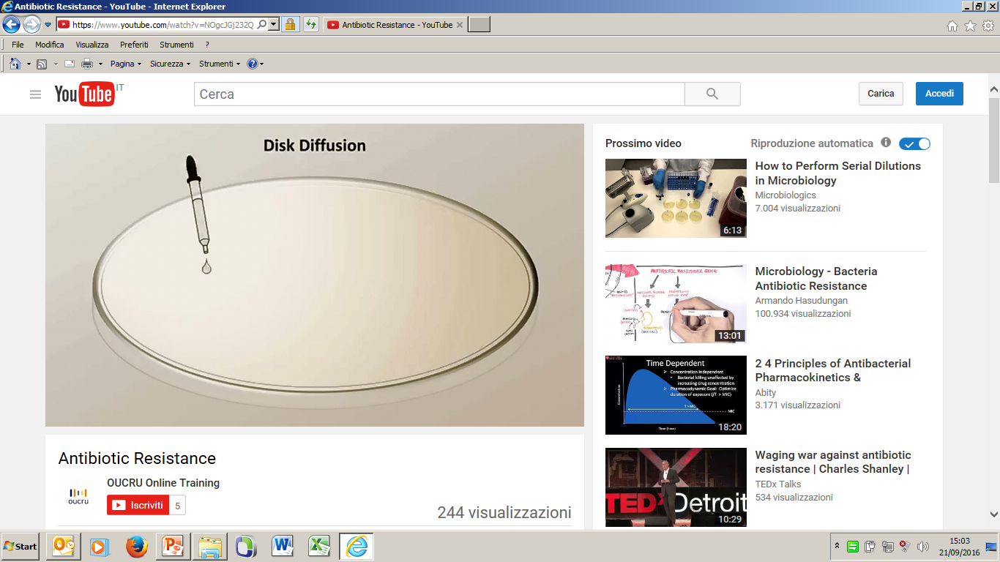 Antibiotic Resistance - YouTube - Internet Explorer
https://www.youtube.com/watch?v=NOgcJGj232Q
Antibiotic Resistance - YouTube
File Modifica Visualizza Preferiti Strumenti ?
Pagina Sicurezza Strumenti
YouTube IT
Cerca
Carica
Accedi
Disk Diffusion
Antibiotic Resistance
OUCRU Online Training
oucru
Iscriviti 5
244 visualizzazioni
Prossimo video
Riproduzione automatica
How to Perform Serial Dilutions
in Microbiology
Microbiologics
7.004 visualizzazioni
6:13
ANTIBIOTIC RESISTANCE GENE
Microbiology - Bacteria
Antibiotic Resistance
Armando Hasudungan
100.934 visualizzazioni
13:01
Time Dependent
Concentration independent
Bacterial killing unaffected by
increasing drug concentration
Pharmacodynamic Goal: Optimize
duration of exposure (fT > MIC)
Concentration
T > MIC
MIC
Time (hour)
18:20
2 4 Principles of Antibacterial
Pharmacokinetics &
Abity
3.171 visualizzazioni
TEDx Detroit
10:29
Waging war against antibiotic
resistance | Charles Shanley |
TEDx Talks
534 visualizzazioni
Start
15:03
21/09/2016